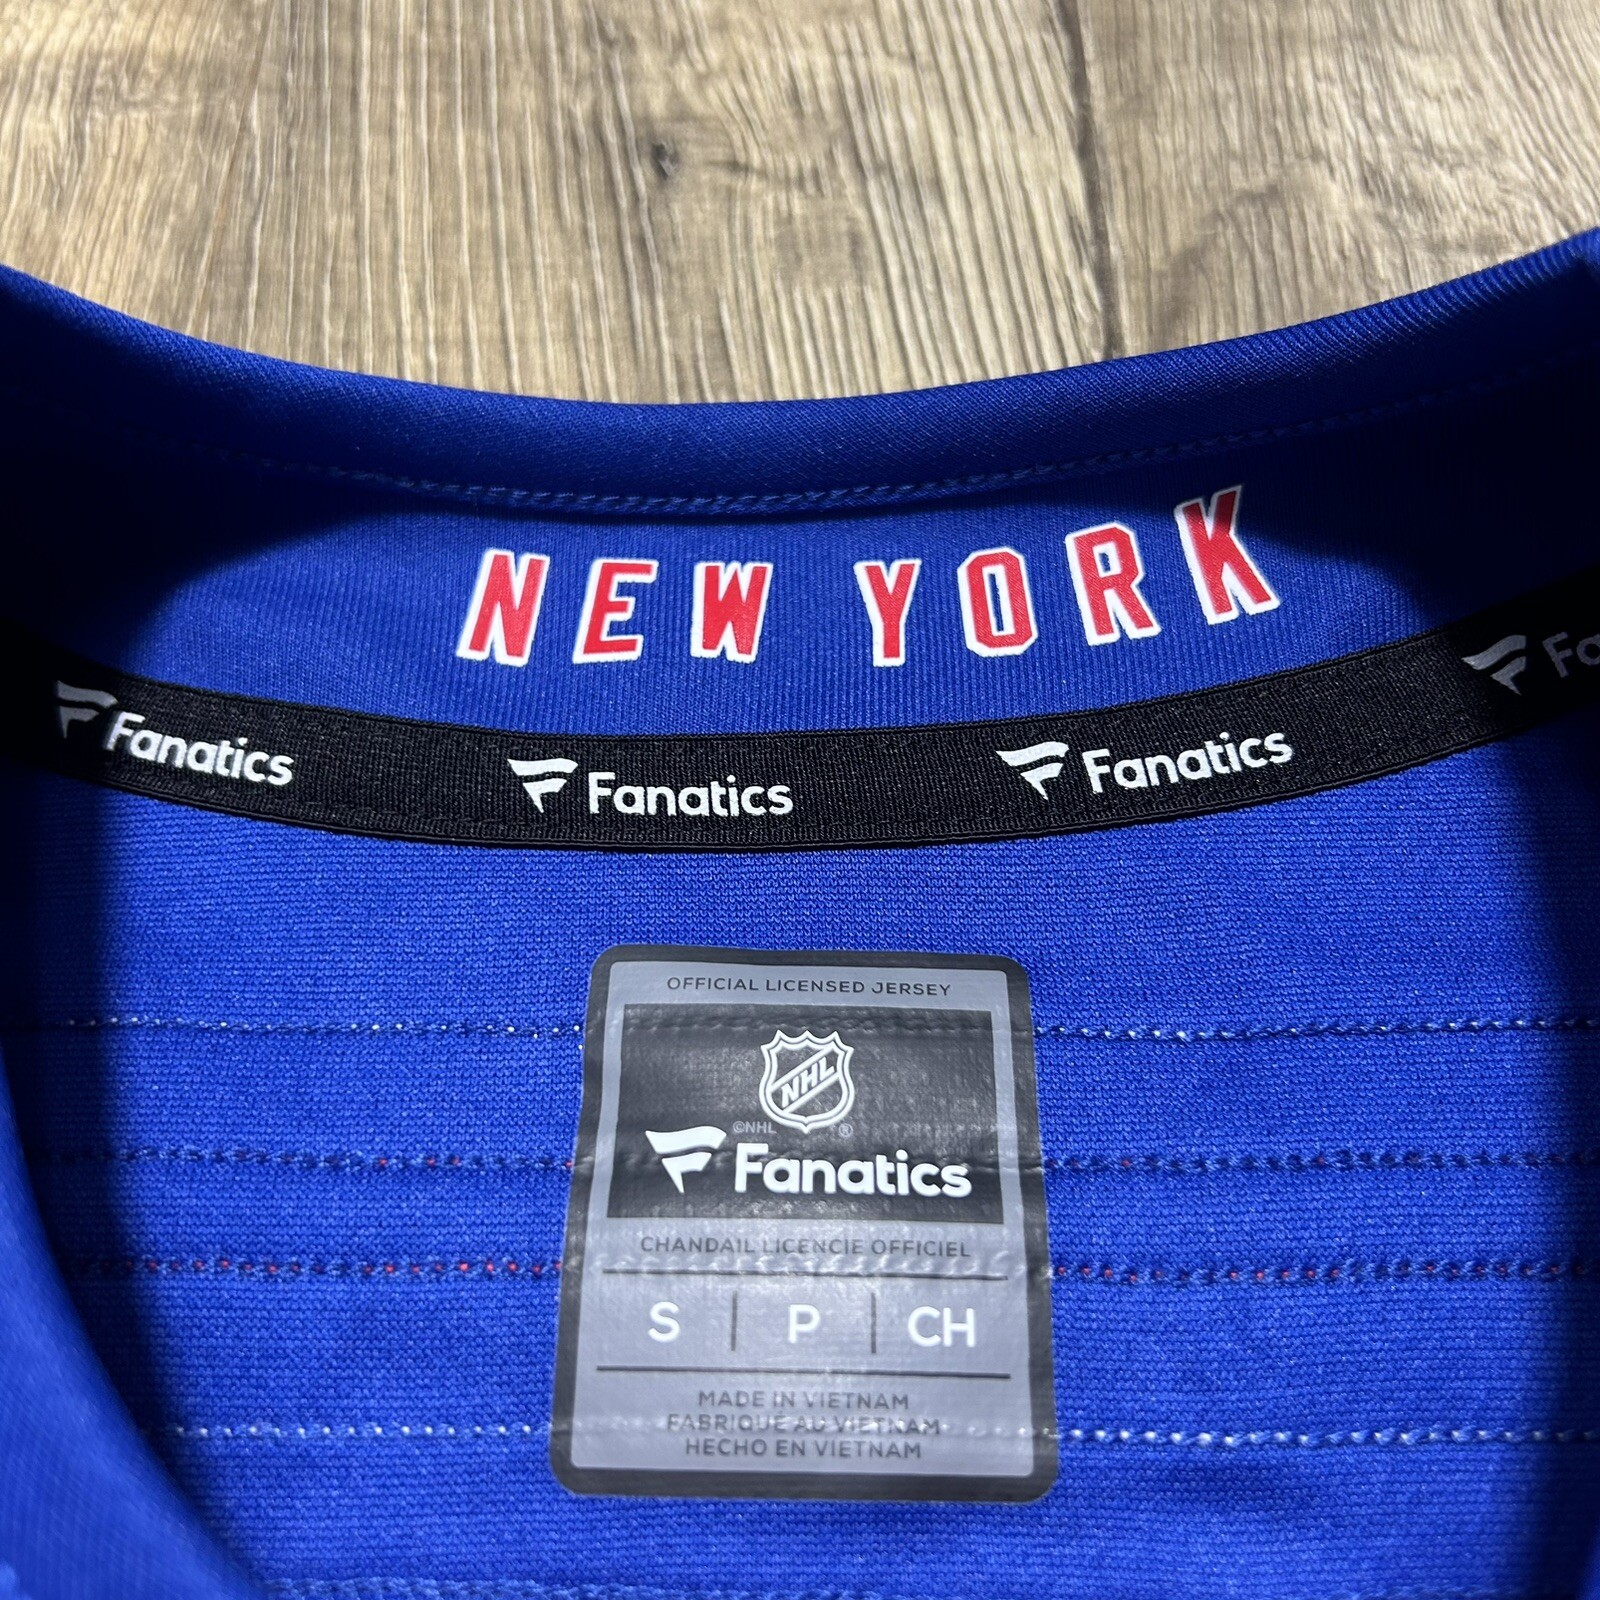 NEW YORK
Fanatics
Fanatics
Fanatics
Fa
OFFICIAL LICENSED JERSEY
NHL
©NHL ®
Fanatics
CHANDAIL LICENCIE OFFICIEL
S | P | CH
MADE IN VIETNAM
FABRIQUÉ AU VIETNAM
HECHO EN VIETNAM